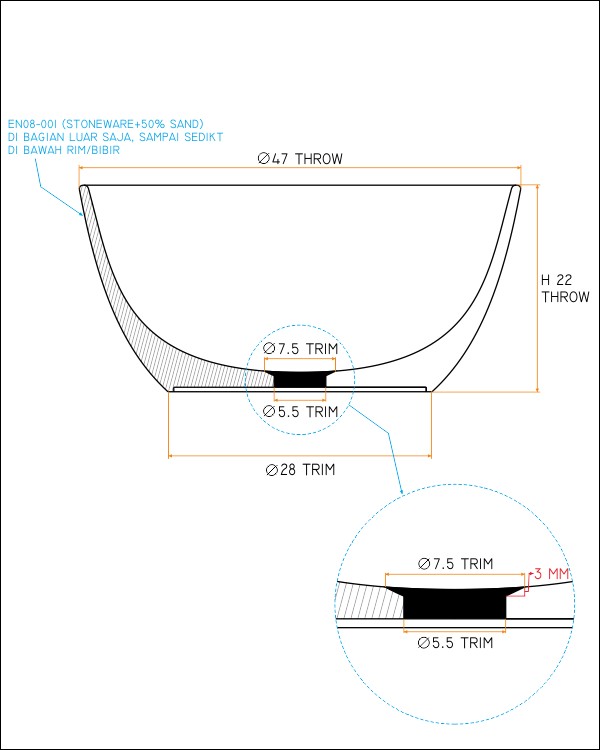 EN08-001 (STONEWARE+50% SAND)
DI BAGIAN LUAR SAJA, SAMPAI SEDIKT
DI BAWAH RIM/BIBIR
∅47 THROW
H 22
THROW
∅7.5 TRIM
∅5.5 TRIM
∅28 TRIM
∅7.5 TRIM
3 MM
∅5.5 TRIM